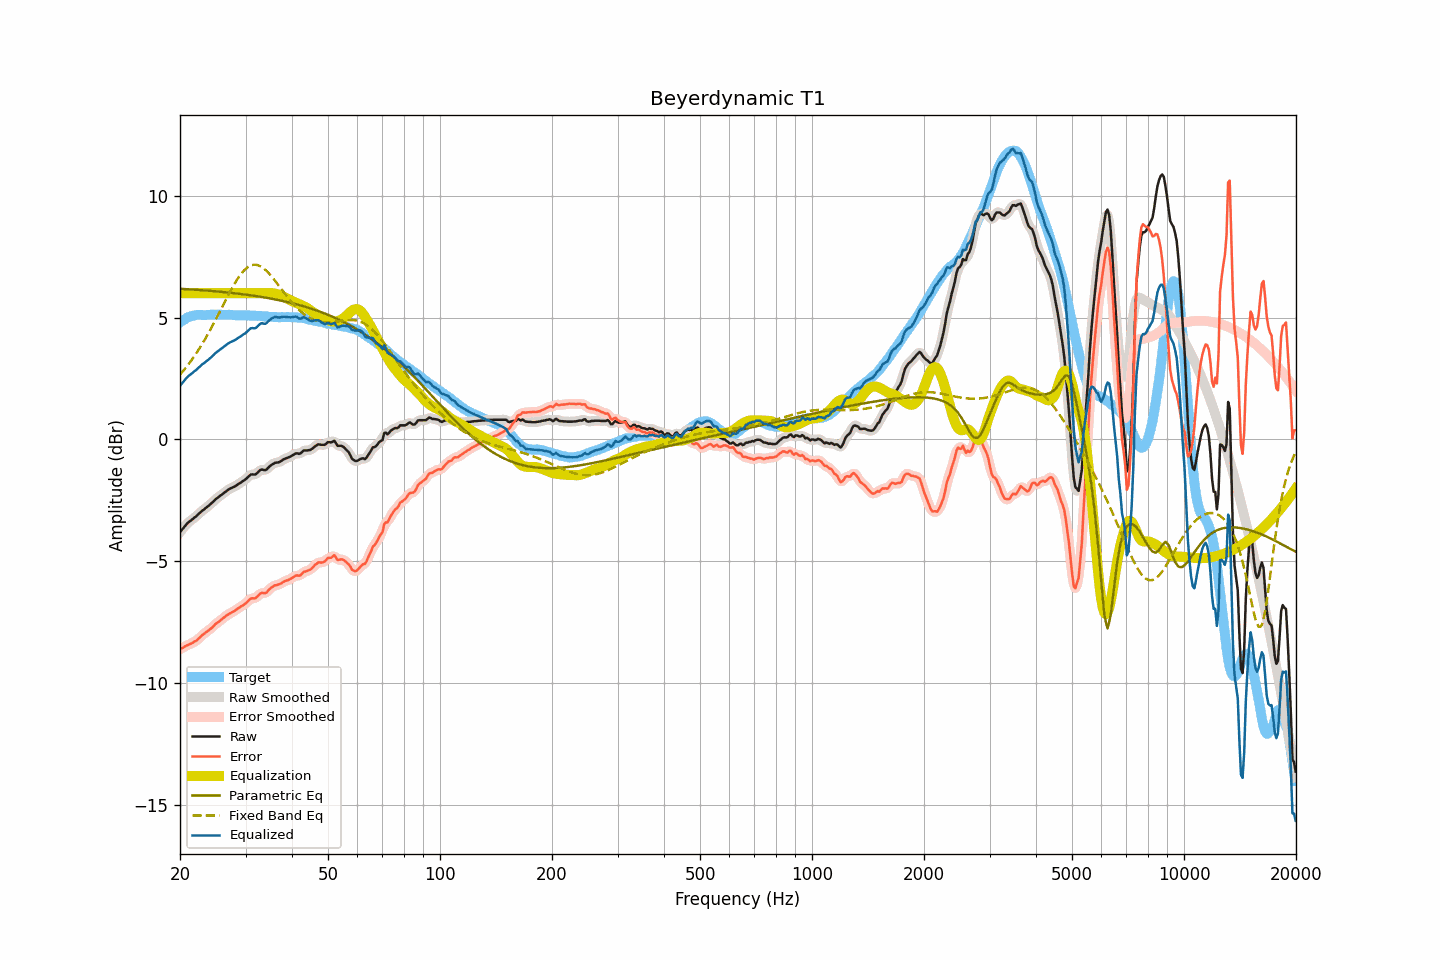 Beyerdynamic T1
10
5
0
−5
−10
−15
Amplitude (dBr)
Target
Raw Smoothed
Error Smoothed
Raw
Error
Equalization
Parametric Eq
Fixed Band Eq
Equalized
20 50 100 200 500 1000 2000 5000 10000 20000
Frequency (Hz)